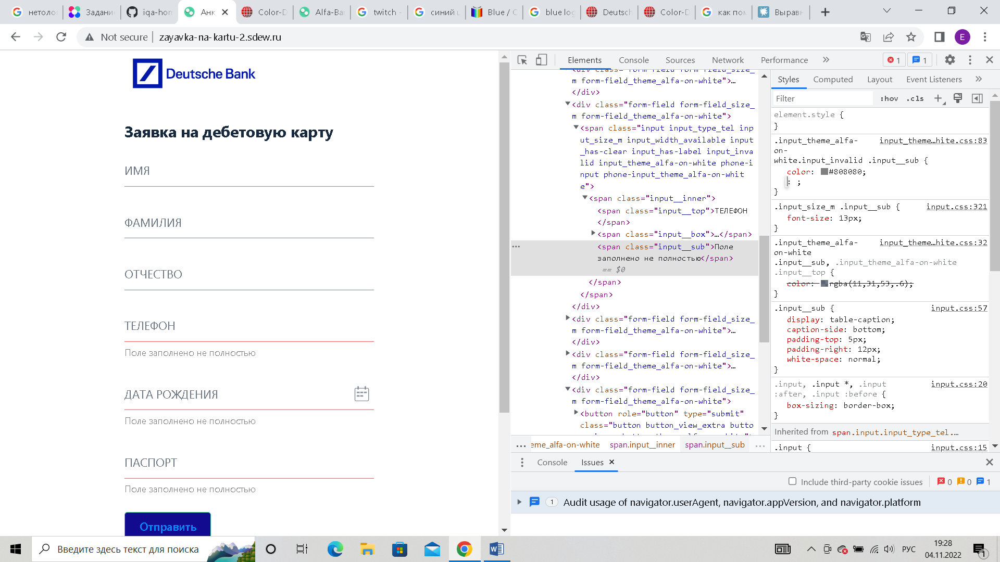 нетолог
Задани
iqa-hom
Анк
Color-D
Alfa-Ba
twitch -
синий ц
Blue / C
blue log
Deutsch
Color-D
как пом
Выравн
Not secure
zayavka-na-kartu-2.sdew.ru
E
Deutsche Bank
Заявка на дебетовую карту
ИМЯ
ФАМИЛИЯ
ОТЧЕСТВО
ТЕЛЕФОН
Поле заполнено не полностью
ДАТА РОЖДЕНИЯ
Поле заполнено не полностью
ПАСПОРТ
Поле заполнено не полностью
Отправить
Elements Console Sources Network Performance » 1 1
m form-field_theme_alfa-on-white">…
</div>
<div class="form-field form-field_size_
m form-field_theme_alfa-on-white">
<span class="input input_type_tel inp
ut_size_m input_width_available input
_has-clear input_has-label input_inva
lid input_theme_alfa-on-white phone-i
nput phone-input_theme_alfa-on-whit
e">
<span class="input__inner">
<span class="input__top">ТЕЛЕФОН
</span>
<span class="input__box">…</span>
<span class="input__sub">Поле
заполнено не полностью</span>
== $0
</span>
</span>
</div>
<div class="form-field form-field_size_
m form-field_theme_alfa-on-white">…
</div>
<div class="form-field form-field_size_
m form-field_theme_alfa-on-white">…
</div>
<div class="form-field form-field_size_
m form-field_theme_alfa-on-white">
<button role="button" type="submit"
class="button button_view_extra butto
... eme_alfa-on-white span.input__inner span.input__sub ...
Styles Computed Layout Event Listeners »
Filter :hov .cls
element.style {
}
.input_theme_alfa- input_theme…hite.css:83
on-
white.input_invalid .input__sub {
color: #808080;
: ;
}
.input_size_m .input__sub { input.css:321
font-size: 13px;
}
.input_theme_alfa- input_theme…hite.css:32
on-white
.input__sub, .input_theme_alfa-on-white
.input__top {
color: rgba(11,31,53,.6);
}
.input__sub { input.css:57
display: table-caption;
caption-side: bottom;
padding-top: 5px;
padding-right: 12px;
white-space: normal;
}
.input, .input *, .input input.css:20
:after, .input :before {
box-sizing: border-box;
}
Inherited from span.input.input_type_tel.…
.input { input.css:15
Console Issues
Include third-party cookie issues 0 0 1
1 Audit usage of navigator.userAgent, navigator.appVersion, and navigator.platform
Введите здесь текст для поиска
РУС
19:28
04.11.2022
1